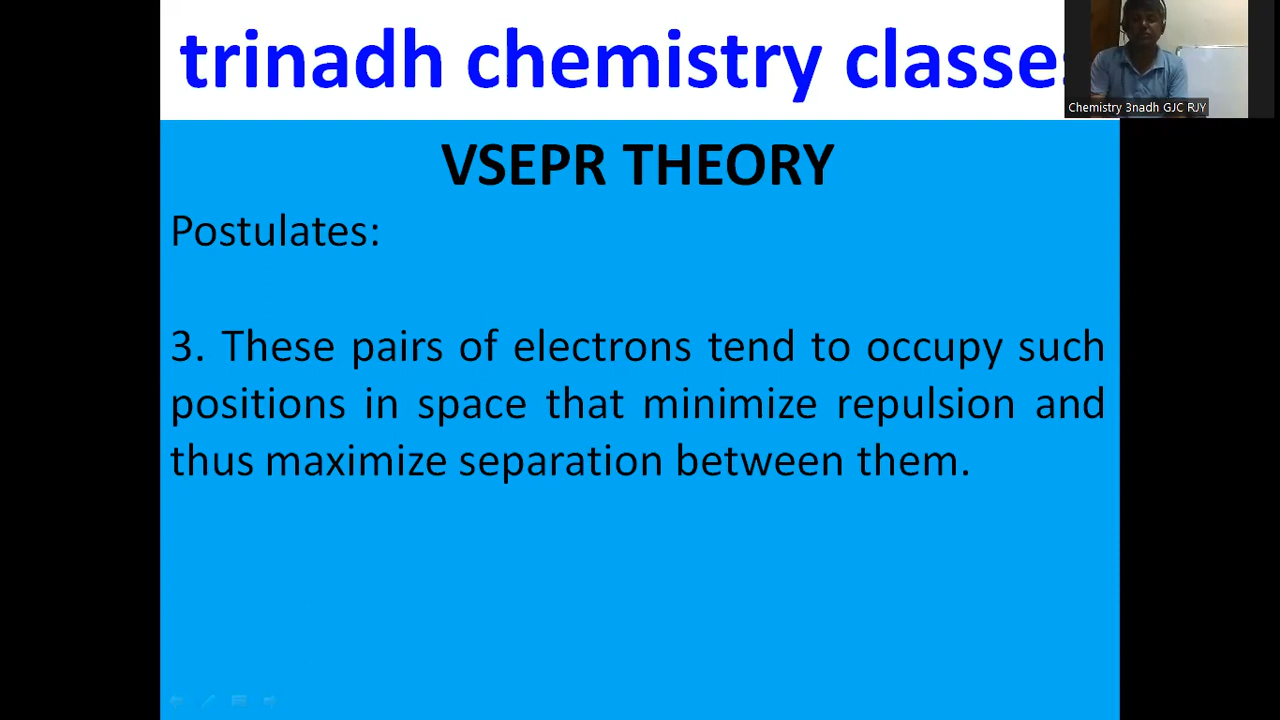 trinadh chemistry classes
Chemistry 3nadh GJC RJY
VSEPR THEORY
Postulates:
3. These pairs of electrons tend to occupy such
positions in space that minimize repulsion and
thus maximize separation between them.